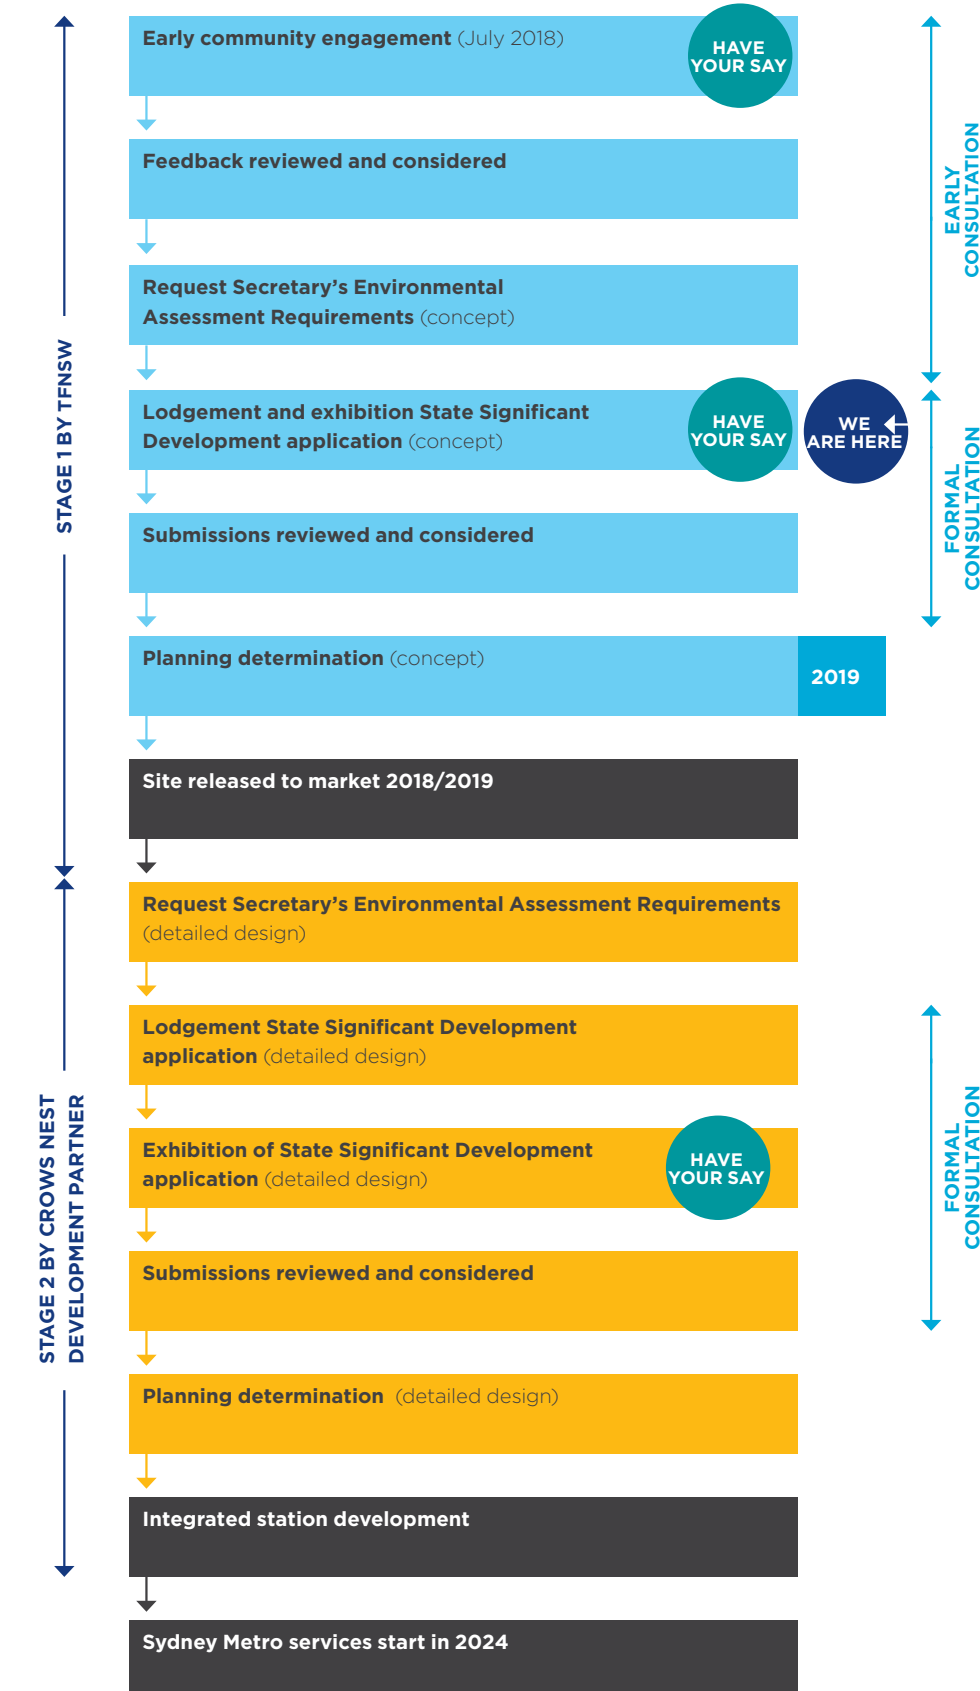 Early community engagement (July 2018)
HAVE
YOUR SAY
Feedback reviewed and considered
Request Secretary’s Environmental
Assessment Requirements (concept)
EARLY
CONSULTATION
STAGE 1 BY TFNSW
Lodgement and exhibition State Significant
Development application (concept)
HAVE
YOUR SAY
WE
ARE HERE
Submissions reviewed and considered
FORMAL
CONSULTATION
Planning determination (concept)
2019
Site released to market 2018/2019
Request Secretary’s Environmental Assessment Requirements
(detailed design)
Lodgement State Significant Development
application (detailed design)
STAGE 2 BY CROWS NEST
DEVELOPMENT PARTNER
Exhibition of State Significant Development
application (detailed design)
HAVE
YOUR SAY
FORMAL
CONSULTATION
Submissions reviewed and considered
Planning determination (detailed design)
Integrated station development
Sydney Metro services start in 2024